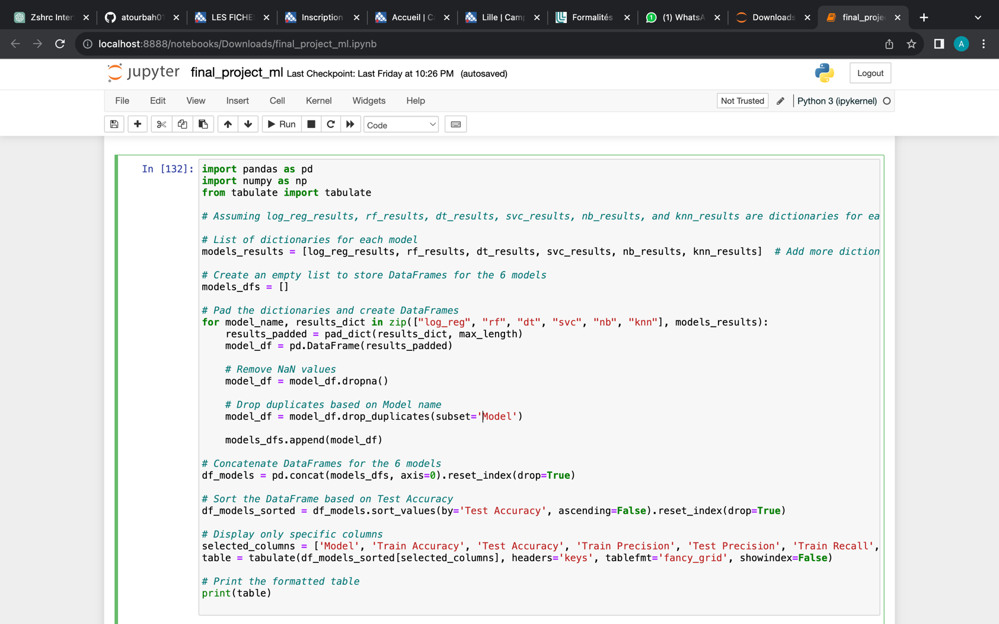 Zshrc Inter
atourbah0
LES FICHE
Inscription
Accueil | C
Lille | Camp
Formalités
(1) WhatsA
Downloads
final_proje
localhost:8888/notebooks/Downloads/final_project_ml.ipynb
A
jupyter final_project_ml Last Checkpoint: Last Friday at 10:26 PM (autosaved)
Logout
File Edit View Insert Cell Kernel Widgets Help
Not Trusted
Python 3 (ipykernel)
Run
Code
In [132]:
import pandas as pd
import numpy as np
from tabulate import tabulate
# Assuming log_reg_results, rf_results, dt_results, svc_results, nb_results, and knn_results are dictionaries for ea
# List of dictionaries for each model
models_results = [log_reg_results, rf_results, dt_results, svc_results, nb_results, knn_results]  # Add more diction
# Create an empty list to store DataFrames for the 6 models
models_dfs = []
# Pad the dictionaries and create DataFrames
for model_name, results_dict in zip(["log_reg", "rf", "dt", "svc", "nb", "knn"], models_results):
    results_padded = pad_dict(results_dict, max_length)
    model_df = pd.DataFrame(results_padded)
    # Remove NaN values
    model_df = model_df.dropna()
    # Drop duplicates based on Model name
    model_df = model_df.drop_duplicates(subset='Model')
    models_dfs.append(model_df)
# Concatenate DataFrames for the 6 models
df_models = pd.concat(models_dfs, axis=0).reset_index(drop=True)
# Sort the DataFrame based on Test Accuracy
df_models_sorted = df_models.sort_values(by='Test Accuracy', ascending=False).reset_index(drop=True)
# Display only specific columns
selected_columns = ['Model', 'Train Accuracy', 'Test Accuracy', 'Train Precision', 'Test Precision', 'Train Recall',
table = tabulate(df_models_sorted[selected_columns], headers='keys', tablefmt='fancy_grid', showindex=False)
# Print the formatted table
print(table)